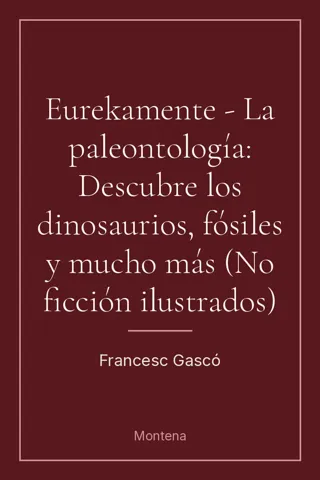 Eurekamente - La
paleontología:
Descubre los
dinosaurios, fósiles
y mucho más (No
ficción ilustrados)
Francesc Gascó
Montena